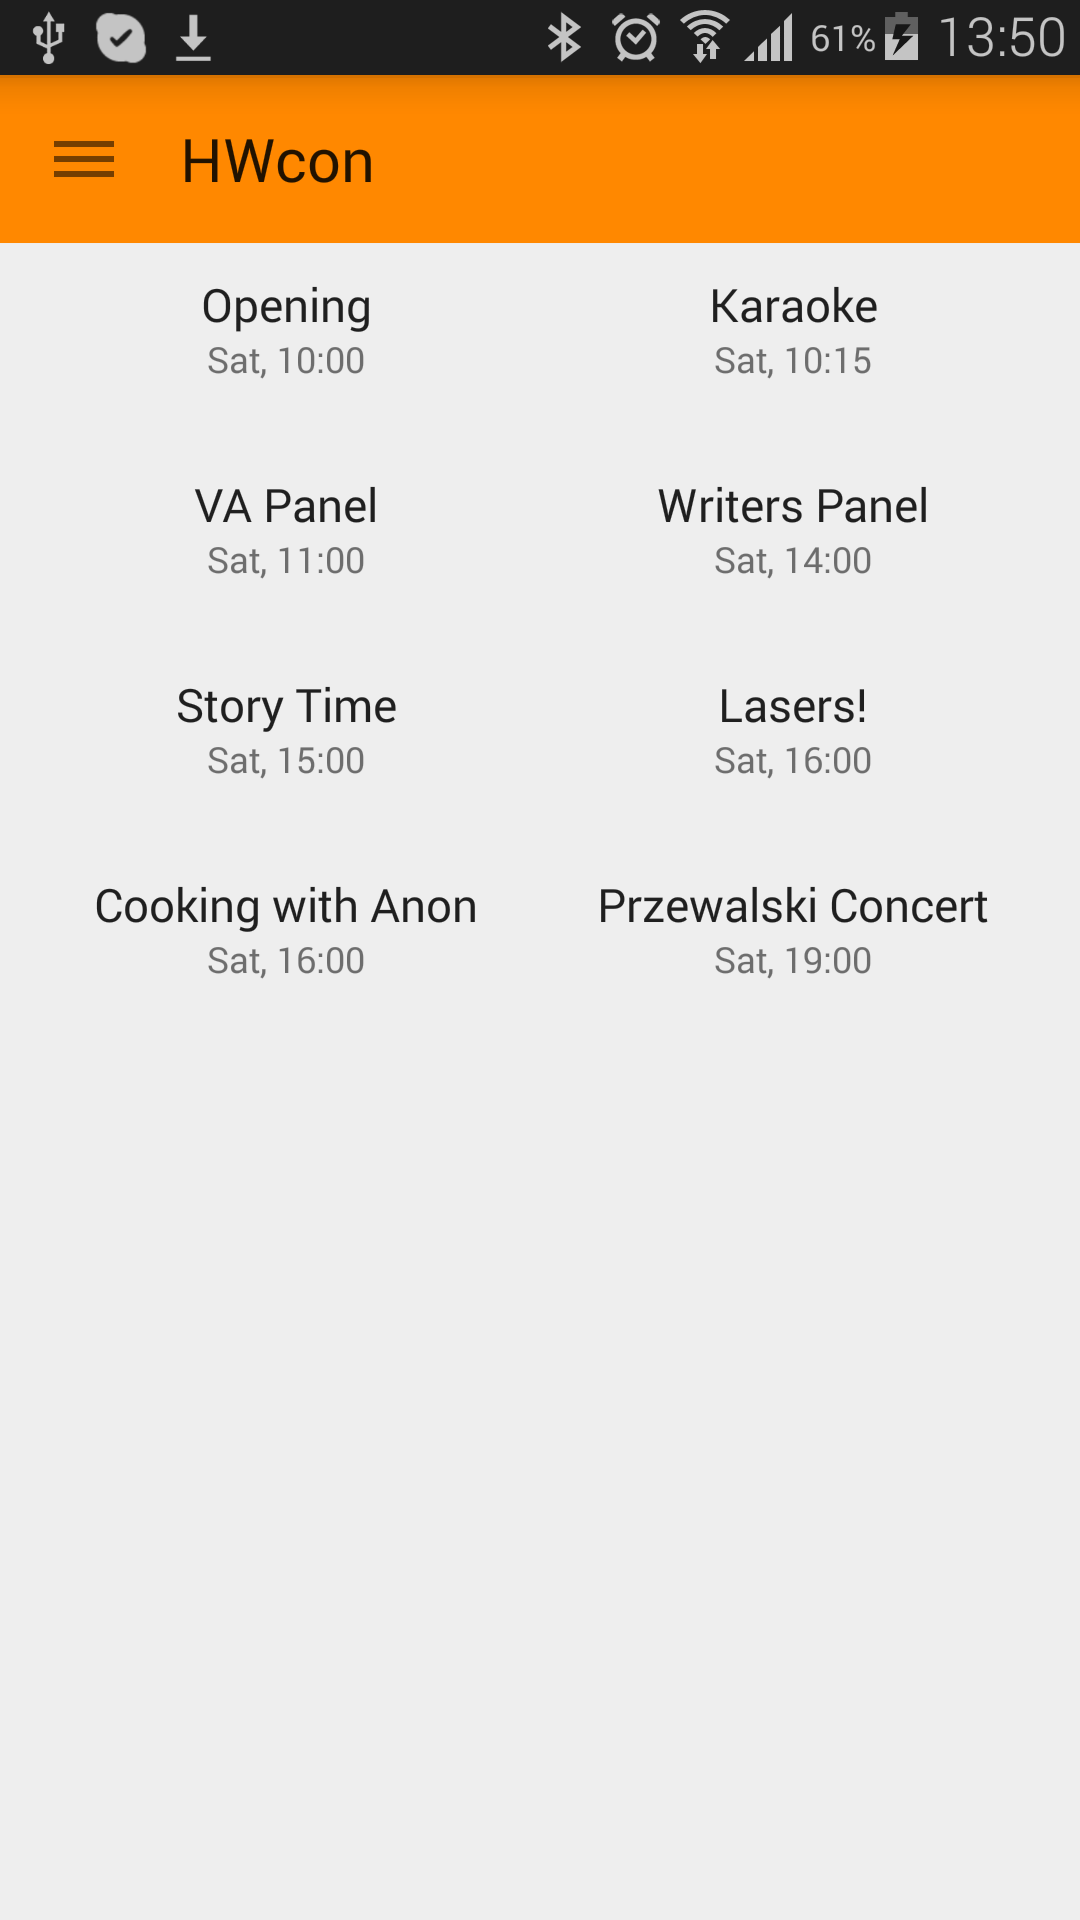 61% 13:50
HWcon
Opening
Sat, 10:00
Karaoke
Sat, 10:15
VA Panel
Sat, 11:00
Writers Panel
Sat, 14:00
Story Time
Sat, 15:00
Lasers!
Sat, 16:00
Cooking with Anon
Sat, 16:00
Przewalski Concert
Sat, 19:00